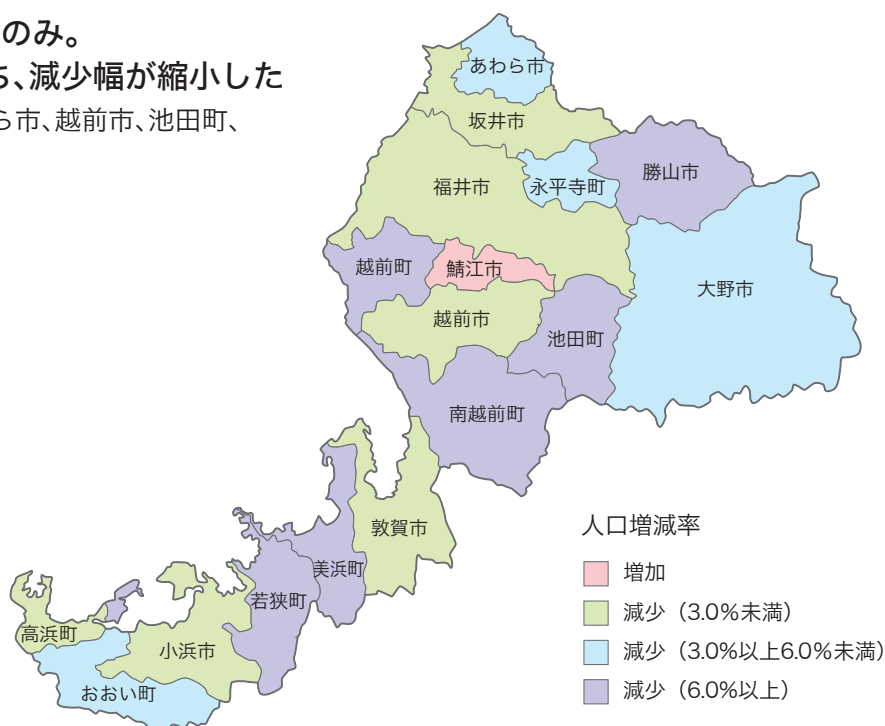 のみ。
ち、減少幅が縮小した
ら市、越前市、池田町、
あわら市
坂井市
福井市
永平寺町
勝山市
越前町
鯖江市
大野市
越前市
池田町
南越前町
敦賀市
美浜町
若狭町
高浜町
小浜市
おおい町
人口増減率
増加
減少（3.0％未満）
減少（3.0％以上6.0％未満）
減少（6.0％以上）